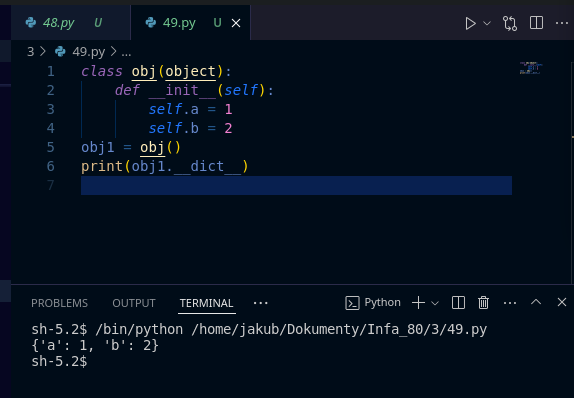 48.py U 49.py U
3 > 49.py > ...
1 class obj(object):
2 def __init__(self):
3 self.a = 1
4 self.b = 2
5 obj1 = obj()
6 print(obj1.__dict__)
7
PROBLEMS OUTPUT TERMINAL ... Python
sh-5.2$ /bin/python /home/jakub/Dokumenty/Infa_80/3/49.py
{'a': 1, 'b': 2}
sh-5.2$